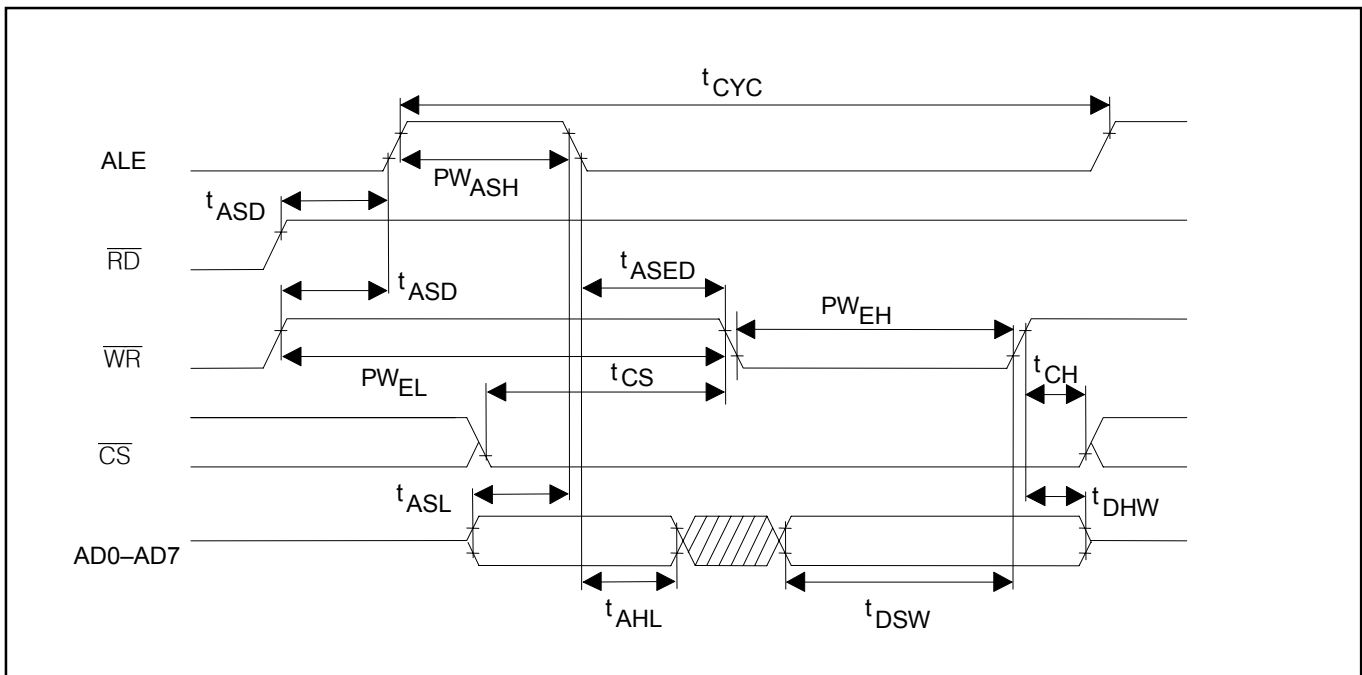 tCYC
ALE
PWASH
tASD
RD
tASED
tASD
PWEH
WR
tCS
PWEL
tCH
CS
tASL
tDHW
AD0–AD7
tAHL
tDSW